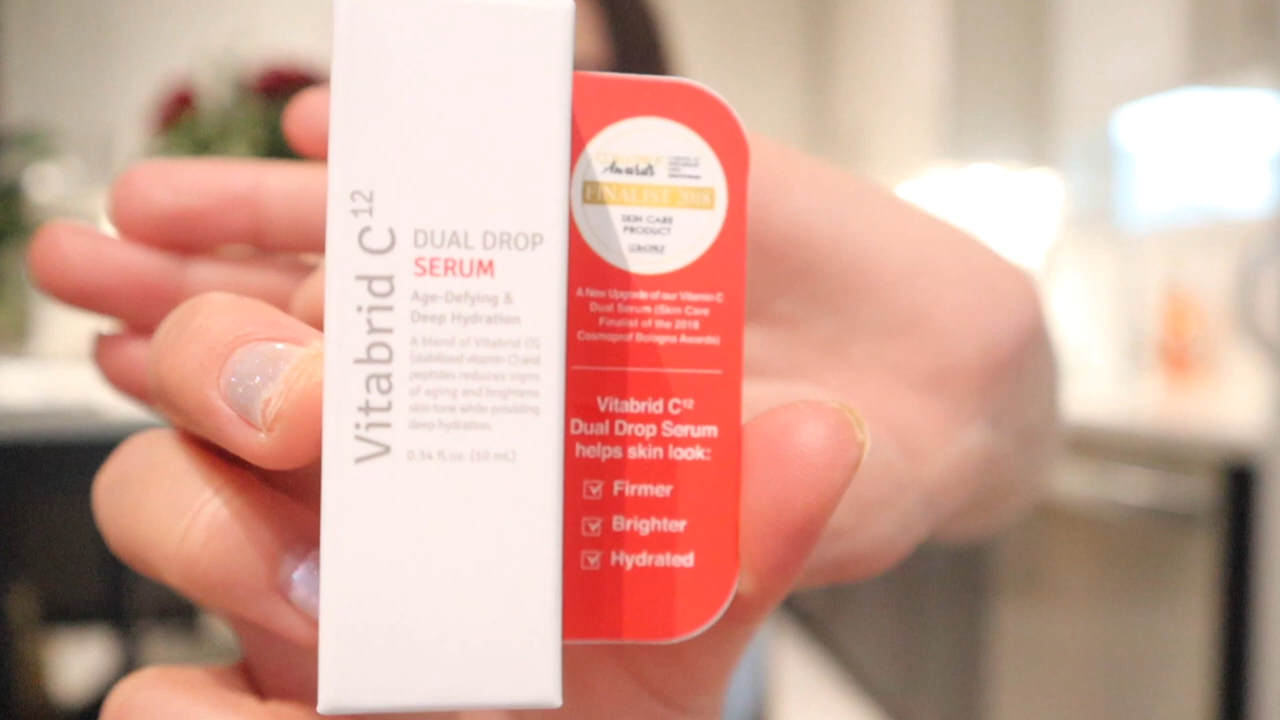 Vitabrid C12
DUAL DROP
SERUM
Age-Defying &
Deep Hydration
A blend of Vitabrid CG
(stabilized vitamin C) and
peptides reduces signs
of aging and brightens
skin tone while providing
deep hydration.
0.34 fl. oz. (10 mL)
Awards
FINALIST 2018
SKIN CARE
PRODUCT
A New Upgrade of our Vitamin C
Dual Serum (Skin Care
Finalist of the 2018
Cosmoprof Bologna Awards)
Vitabrid C12
Dual Drop Serum
helps skin look:
Firmer
Brighter
Hydrated